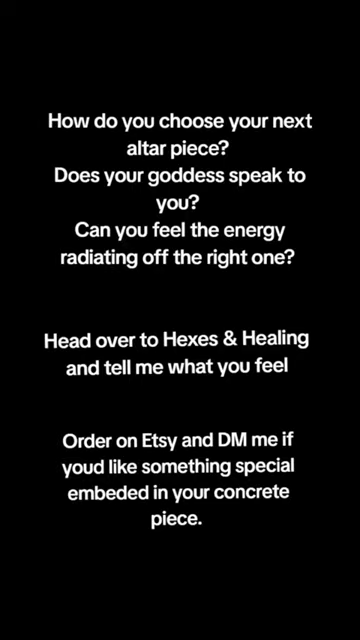 How do you choose your next
altar piece?
Does your goddess speak to
you?
Can you feel the energy
radiating off the right one?
Head over to Hexes & Healing
and tell me what you feel
Order on Etsy and DM me if
youd like something special
embeded in your concrete
piece.